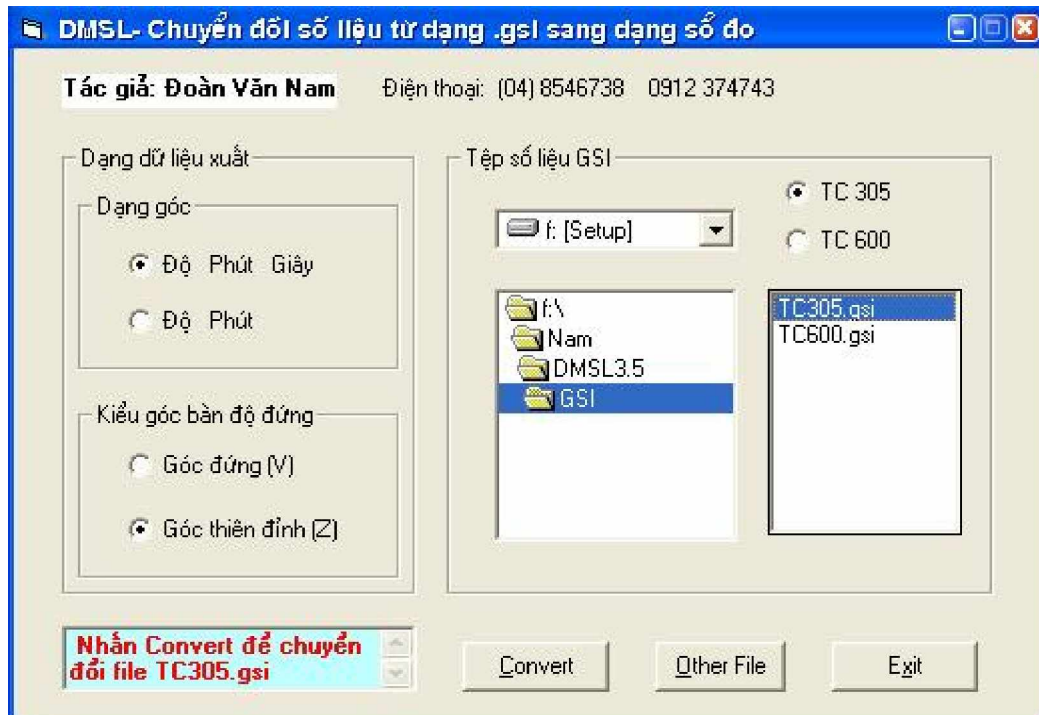 DMSL- Chuyển đổi số liệu từ dạng .gsI sang dạng sổ đo
Tác giả: Đoàn Văn Nam Điện thoại: (04) 8546738 0912 374743
Dạng dữ liệu xuất
Dạng góc
Độ Phút Giây
Độ Phút
Kiểu góc bàn độ đứng
Góc đứng (V)
Góc thiên đỉnh (Z)
Tệp số liệu GSI
f: [Setup]
TC 305
TC 600
f:\
Nam
DMSL3.5
GSI
TC305.gsi
TC600.gsi
Nhấn Convert để chuyển
đổi file TC305.gsi
Convert
Other File
Exit